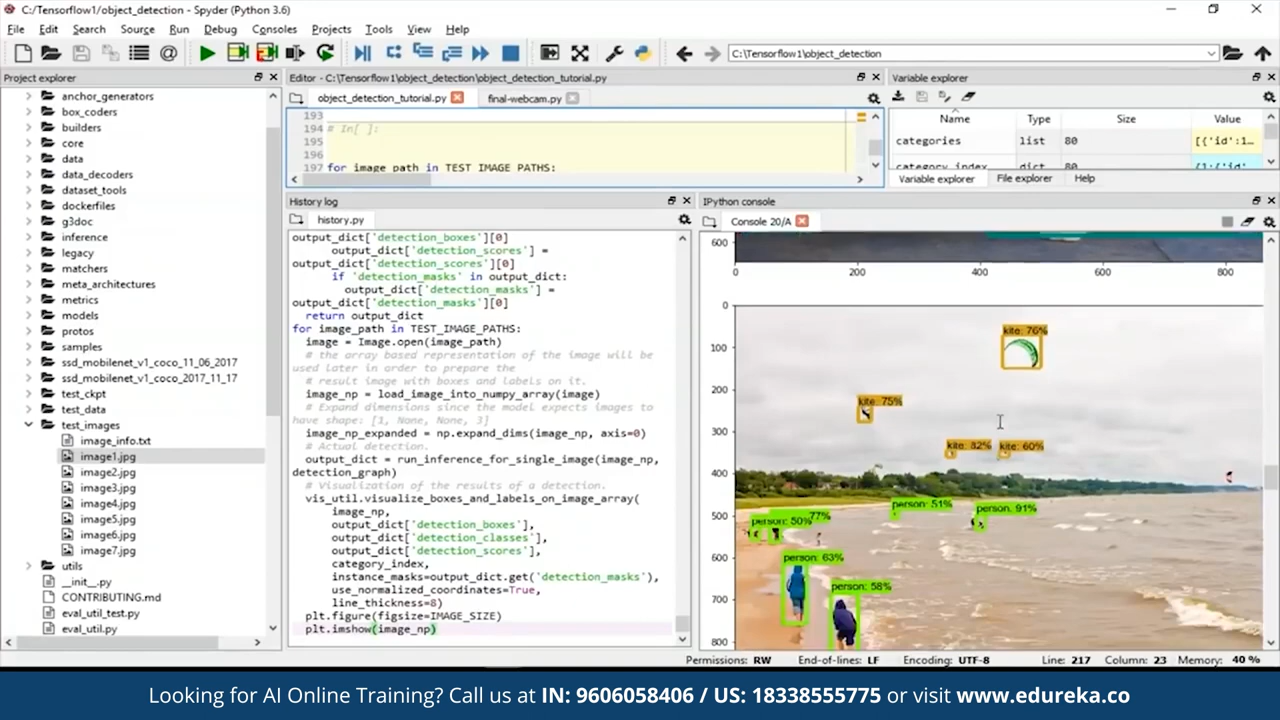 C:/Tensorflow1/object_detection - Spyder (Python 3.6)
File Edit Search Source Run Debug Consoles Projects Tools View Help
C:\Tensorflow1\object_detection
Project explorer
anchor_generators
box_coders
builders
core
data
data_decoders
dataset_tools
dockerfiles
g3doc
inference
legacy
matchers
meta_architectures
metrics
models
protos
samples
ssd_mobilenet_v1_coco_11_06_2017
ssd_mobilenet_v1_coco_2017_11_17
test_ckpt
test_data
test_images
image_info.txt
image1.jpg
image2.jpg
image3.jpg
image4.jpg
image5.jpg
image6.jpg
image7.jpg
utils
__init__.py
CONTRIBUTING.md
eval_util_test.py
eval_util.py
Editor - C:\Tensorflow1\object_detection\object_detection_tutorial.py
object_detection_tutorial.py final-webcam.py
193
194 # In[ ]:
195
196
197 for image_path in TEST_IMAGE_PATHS:
History log
history.py
output_dict['detection_boxes'][0]
output_dict['detection_scores'] =
output_dict['detection_scores'][0]
if 'detection_masks' in output_dict:
output_dict['detection_masks'] =
output_dict['detection_masks'][0]
return output_dict
for image_path in TEST_IMAGE_PATHS:
image = Image.open(image_path)
# the array based representation of the image will be
used later in order to prepare the
# result image with boxes and labels on it.
image_np = load_image_into_numpy_array(image)
# Expand dimensions since the model expects images to
have shape: [1, None, None, 3]
image_np_expanded = np.expand_dims(image_np, axis=0)
# Actual detection.
output_dict = run_inference_for_single_image(image_np,
detection_graph)
# Visualization of the results of a detection.
vis_util.visualize_boxes_and_labels_on_image_array(
image_np,
output_dict['detection_boxes'],
output_dict['detection_classes'],
output_dict['detection_scores'],
category_index,
instance_masks=output_dict.get('detection_masks'),
use_normalized_coordinates=True,
line_thickness=8)
plt.figure(figsize=IMAGE_SIZE)
plt.imshow(image_np)
Variable explorer
Name Type Size Value
categories list 80 [{'id':1...
category_index dict 80 {1:{'id'
Variable explorer File explorer Help
IPython console
Console 20/A
600
0 200 400 600 800
0
100
200
300
400
500
600
700
800
kite: 76%
kite: 75%
kite: 82%
kite: 60%
person: 51%
person: 91%
person: 50%
77%
person: 63%
person: 58%
Permissions: RW End-of-lines: LF Encoding: UTF-8 Line: 217 Column: 23 Memory: 40 %
Looking for AI Online Training? Call us at IN: 9606058406 / US: 18338555775 or visit www.edureka.co